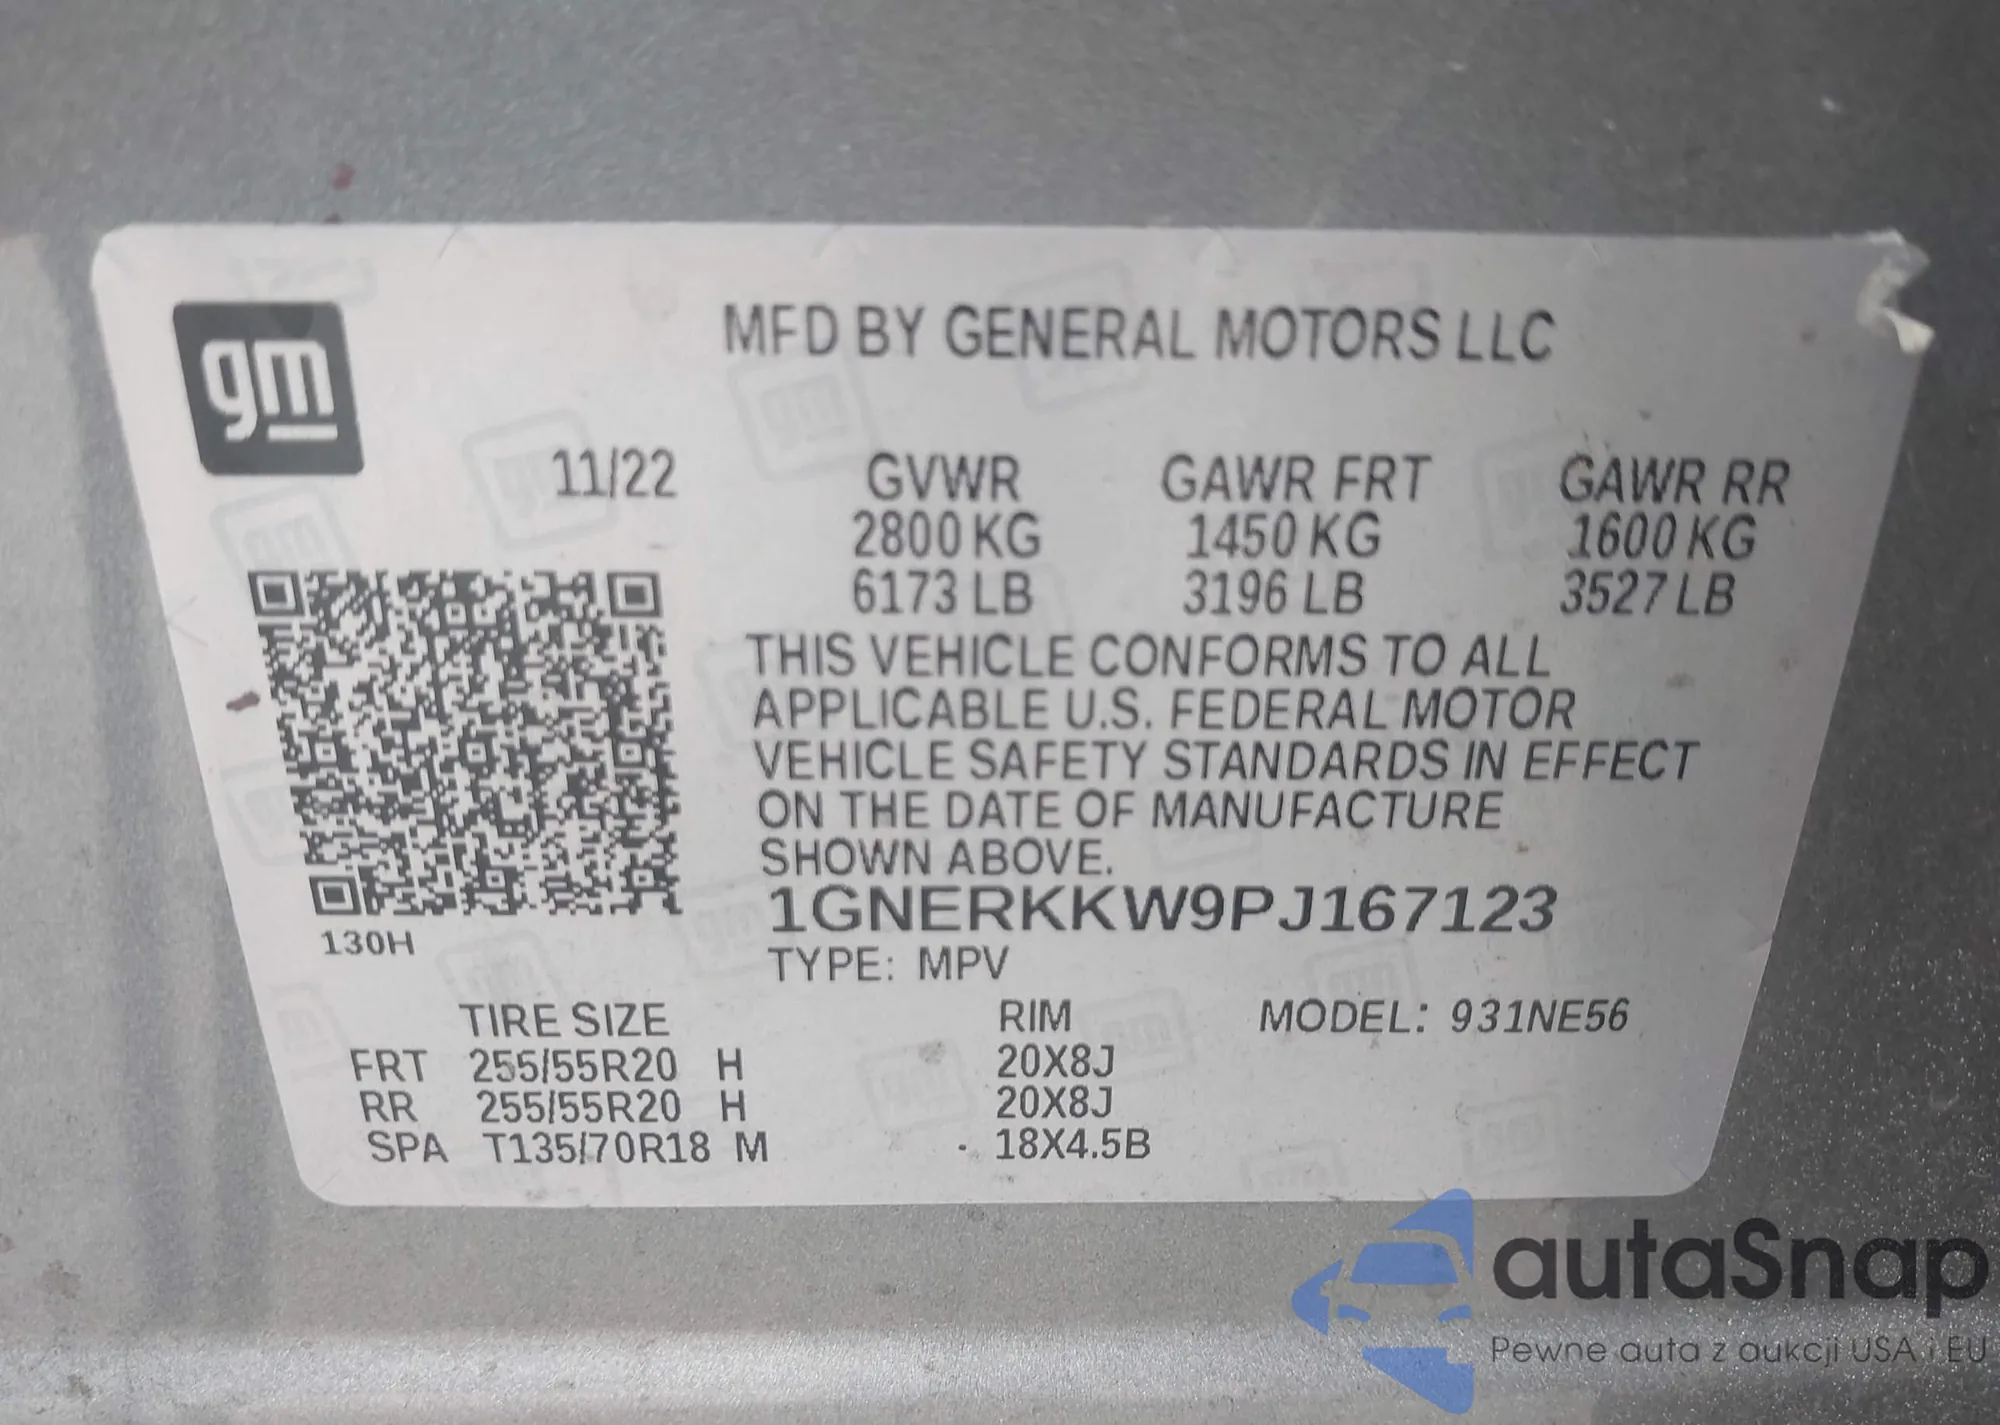 gm
MFD BY GENERAL MOTORS LLC
11/22 GVWR GAWR FRT GAWR RR
2800 KG 1450 KG 1600 KG
6173 LB 3196 LB 3527 LB
THIS VEHICLE CONFORMS TO ALL
APPLICABLE U.S. FEDERAL MOTOR
VEHICLE SAFETY STANDARDS IN EFFECT
ON THE DATE OF MANUFACTURE
SHOWN ABOVE.
1GNERKKW9PJ167123
130H
TYPE: MPV
TIRE SIZE RIM MODEL: 931NE56
FRT 255/55R20 H 20X8J
RR 255/55R20 H 20X8J
SPA T135/70R18 M 18X4.5B
autaSnap
Pewne auta z aukcji USA i EU